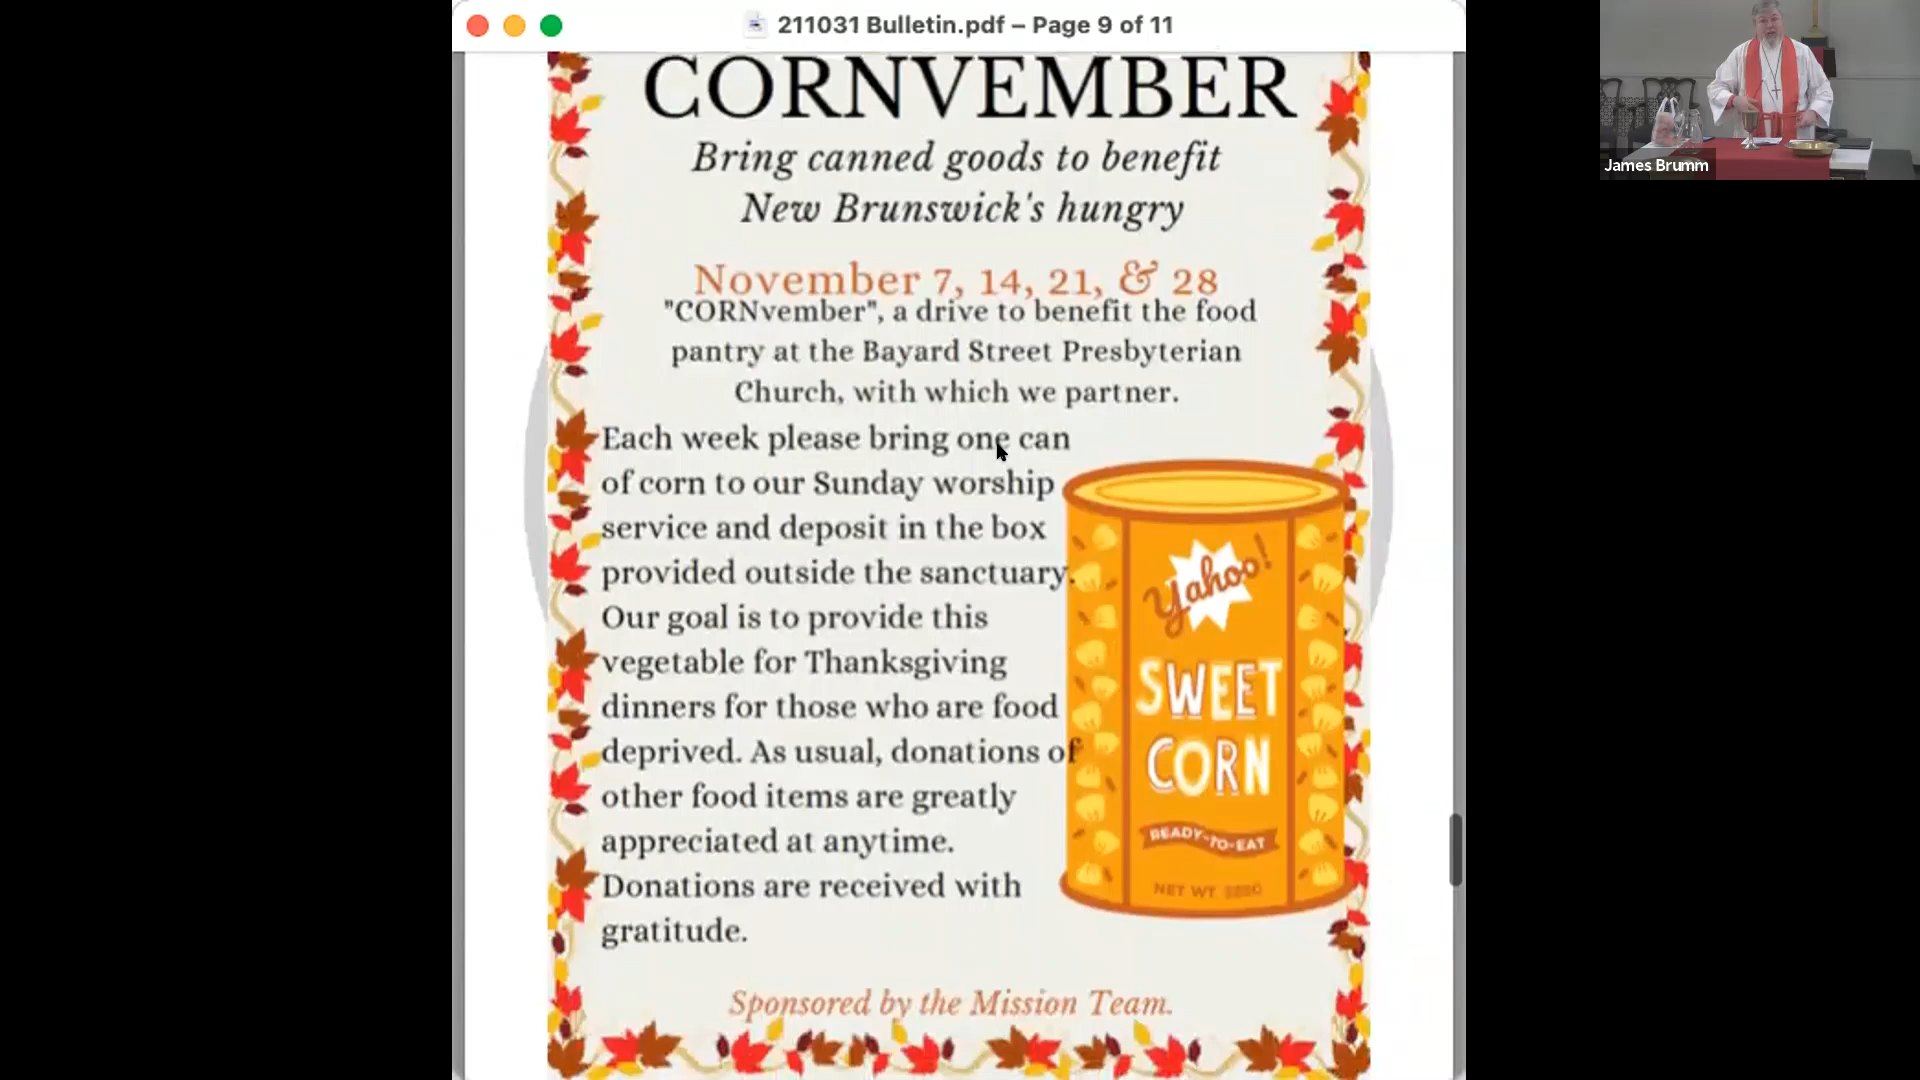 211031 Bulletin.pdf – Page 9 of 11
CORNVEMBER
Bring canned goods to benefit
New Brunswick's hungry
November 7, 14, 21, & 28
"CORNvember", a drive to benefit the food
pantry at the Bayard Street Presbyterian
Church, with which we partner.
Each week please bring one can
of corn to our Sunday worship
service and deposit in the box
provided outside the sanctuary.
Our goal is to provide this
vegetable for Thanksgiving
dinners for those who are food
deprived. As usual, donations of
other food items are greatly
appreciated at anytime.
Donations are received with
gratitude.
Yahoo!
SWEET
CORN
READY-TO-EAT
NET WT.
Sponsored by the Mission Team.
James Brumm